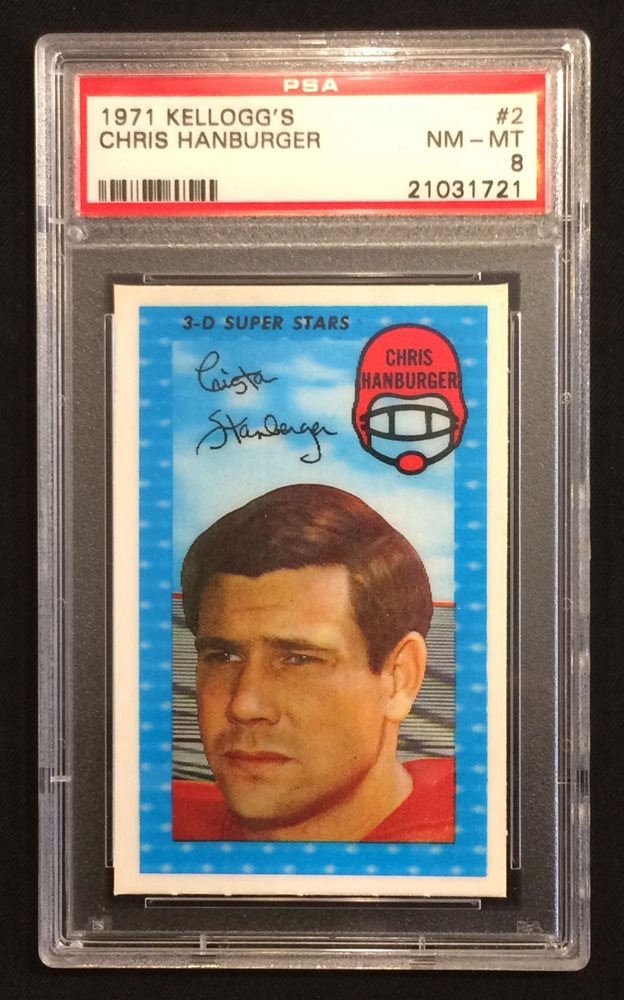 PSA
1971 KELLOGG'S #2
CHRIS HANBURGER NM - MT
8
21031721
3-D SUPER STARS
CHRIS
HANBURGER